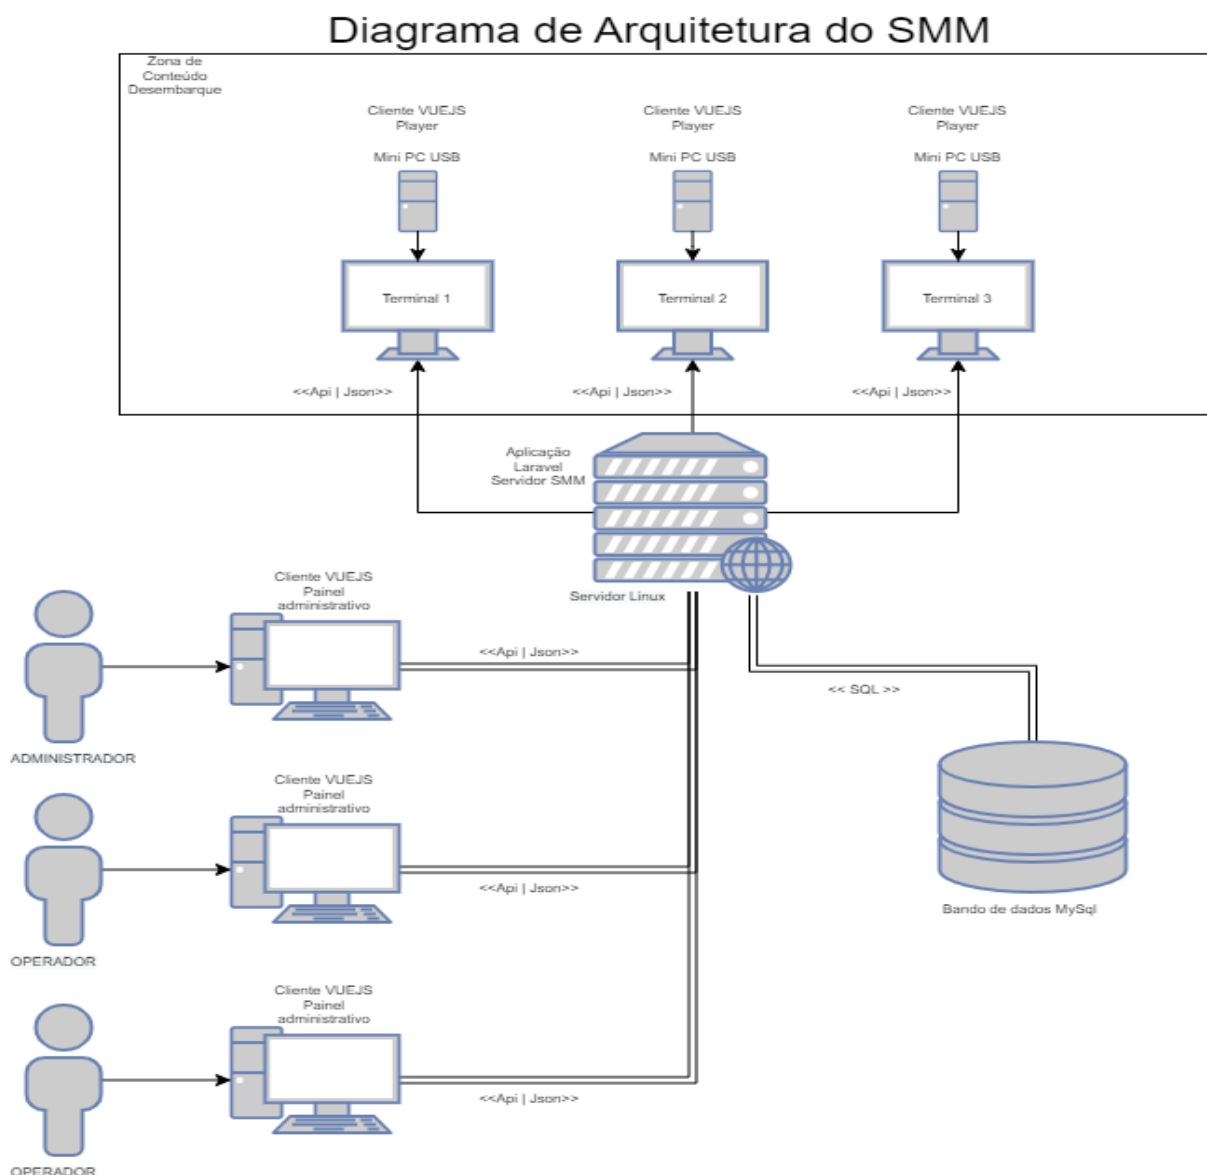 Diagrama de Arquitetura do SMM
Zona de
Conteúdo
Desembarque
Cliente VUEJS
Player
Mini PC USB
Cliente VUEJS
Player
Mini PC USB
Cliente VUEJS
Player
Mini PC USB
Terminal 1
Terminal 2
Terminal 3
<<Api | Json>>
<<Api | Json>>
<<Api | Json>>
Aplicação
Laravel
Servidor SMM
Servidor Linux
Cliente VUEJS
Painel
administrativo
<<Api | Json>>
ADMINISTRADOR
<< SQL >>
Cliente VUEJS
Painel
administrativo
<<Api | Json>>
OPERADOR
Bando de dados MySql
Cliente VUEJS
Painel
administrativo
<<Api | Json>>
OPERADOR